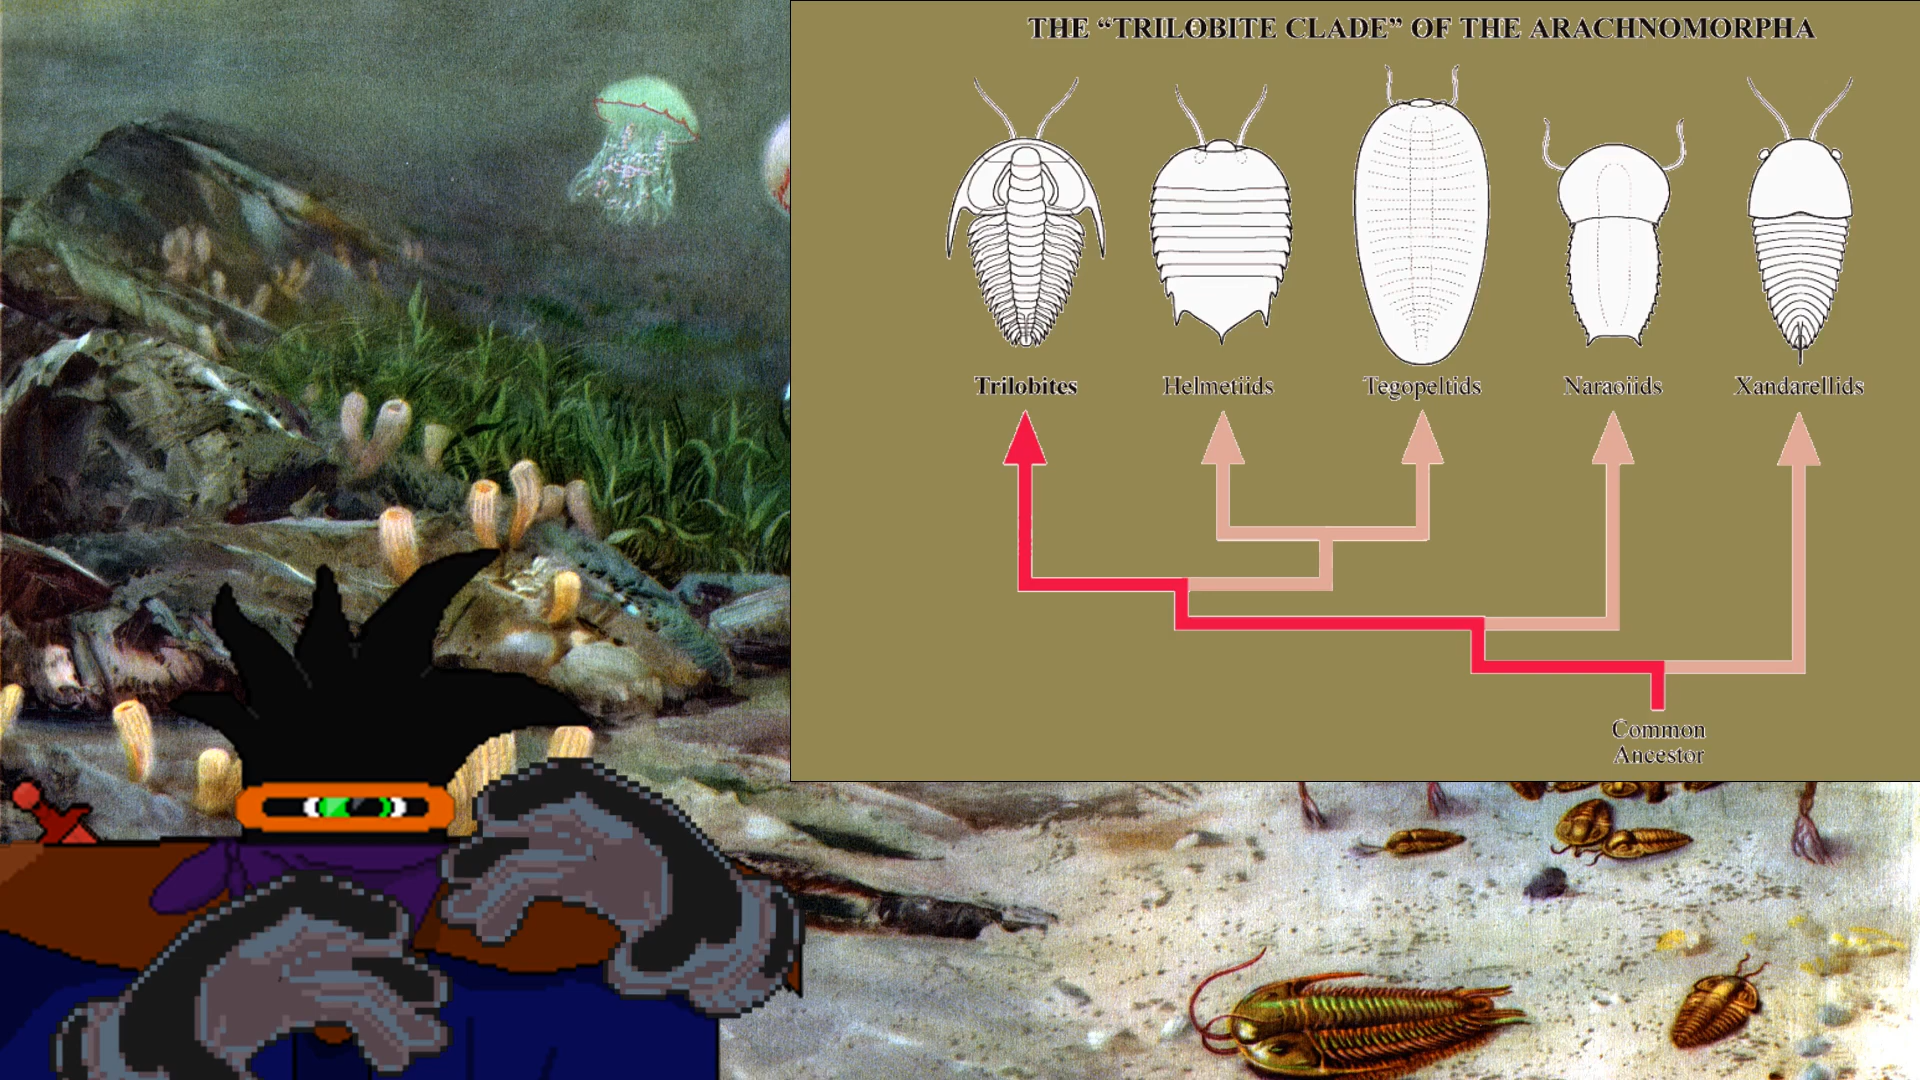 THE “TRILOBITE CLADE” OF THE ARACHNOMORPHA
Trilobites
Helmetiids
Tegopeltids
Naraoiids
Xandarellids
Common
Ancestor